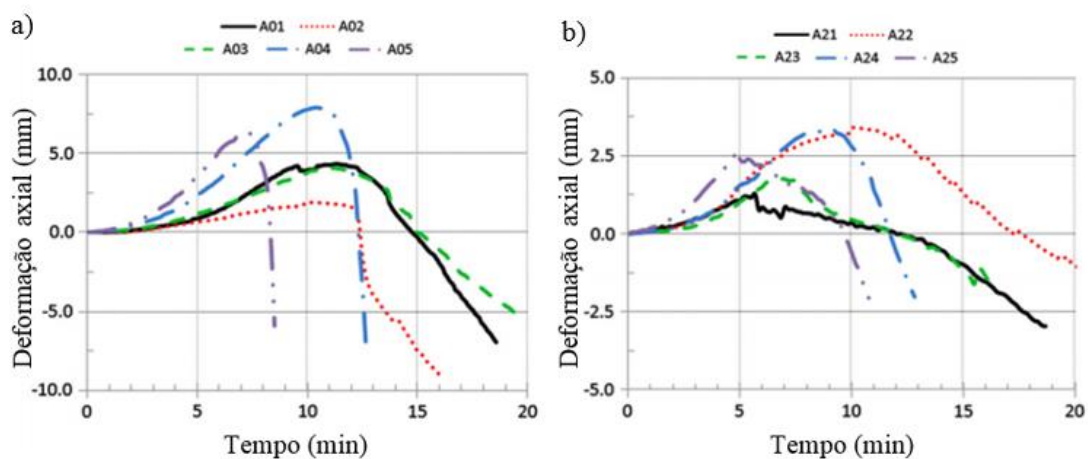 a)
A01 A02
A03 A04 A05
10.0
5.0
0.0
-5.0
-10.0
0 5 10 15 20
Deformação axial (mm)
Tempo (min)
b)
A21 A22
A23 A24 A25
5.0
2.5
0.0
-2.5
-5.0
0 5 10 15 20
Deformação axial (mm)
Tempo (min)